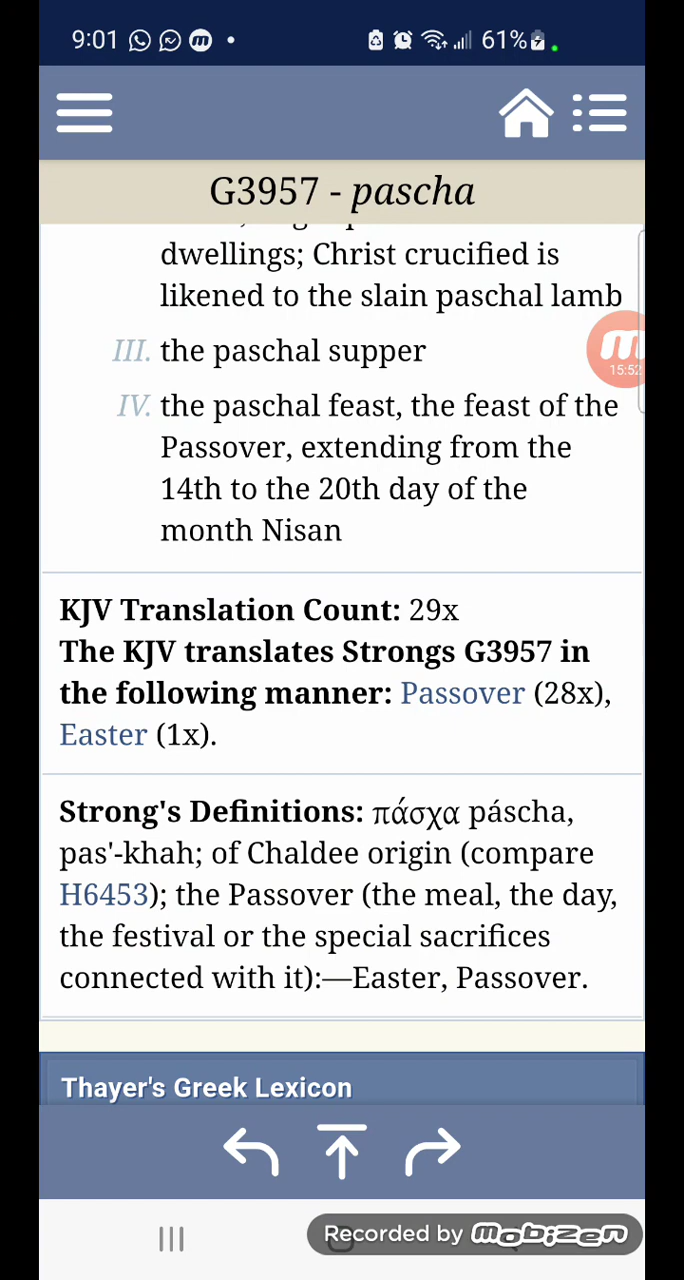 9:01 61%
G3957 - pascha
dwellings; Christ crucified is
likened to the slain paschal lamb
III. the paschal supper
15:52
IV. the paschal feast, the feast of the
Passover, extending from the
14th to the 20th day of the
month Nisan
KJV Translation Count: 29x
The KJV translates Strongs G3957 in
the following manner: Passover (28x),
Easter (1x).
Strong's Definitions: πάσχα páscha,
pas'-khah; of Chaldee origin (compare
H6453); the Passover (the meal, the day,
the festival or the special sacrifices
connected with it):—Easter, Passover.
Thayer's Greek Lexicon
Recorded by mobizen